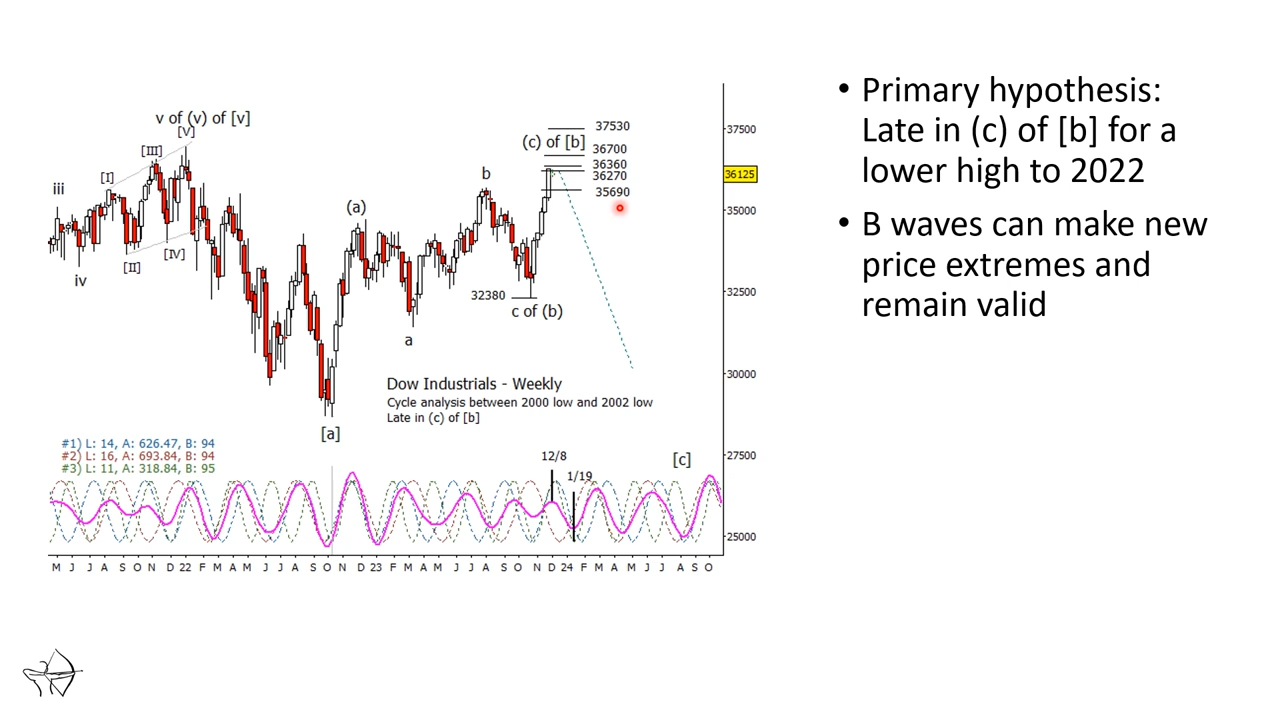 v of (v) of [v]
[V]
[III]
[I]
iii
[IV]
[II]
iv
(a)
b
a
[a]
32380
c of (b)
(c) of [b]
37530
36700
36360
36270
35690
37500
36125
35000
32500
30000
27500
25000
Dow Industrials - Weekly
Cycle analysis between 2000 low and 2002 low
Late in (c) of [b]
#1) L: 14, A: 626.47, B: 94
#2) L: 16, A: 693.84, B: 94
#3) L: 11, A: 318.84, B: 95
12/8
1/19
[c]
M J J A S O N D 22 F M A M J J A S O N D 23 F M A M J J A S O N D 24 F M A M J J A S O
• Primary hypothesis:
Late in (c) of [b] for a
lower high to 2022
• B waves can make new
price extremes and
remain valid